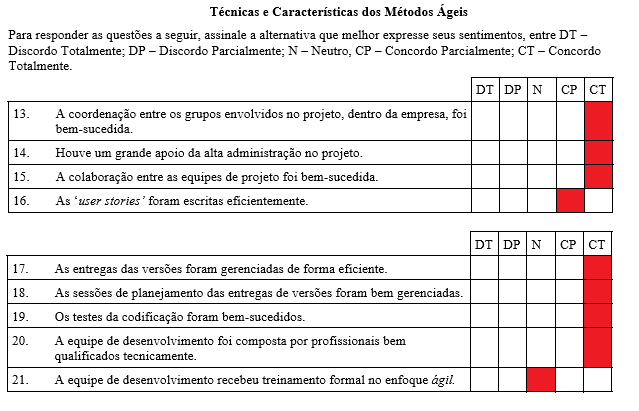 Técnicas e Características dos Métodos Ágeis
Para responder as questões a seguir, assinale a alternativa que melhor expresse seus sentimentos, entre DT –
Discordo Totalmente; DP – Discordo Parcialmente; N – Neutro, CP – Concordo Parcialmente; CT – Concordo
Totalmente.
DT DP N CP CT
13. A coordenação entre os grupos envolvidos no projeto, dentro da empresa, foi
bem-sucedida.
14. Houve um grande apoio da alta administração no projeto.
15. A colaboração entre as equipes de projeto foi bem-sucedida.
16. As ‘user stories’ foram escritas eficientemente.
DT DP N CP CT
17. As entregas das versões foram gerenciadas de forma eficiente.
18. As sessões de planejamento das entregas de versões foram bem gerenciadas.
19. Os testes da codificação foram bem-sucedidos.
20. A equipe de desenvolvimento foi composta por profissionais bem
qualificados tecnicamente.
21. A equipe de desenvolvimento recebeu treinamento formal no enfoque ágil.